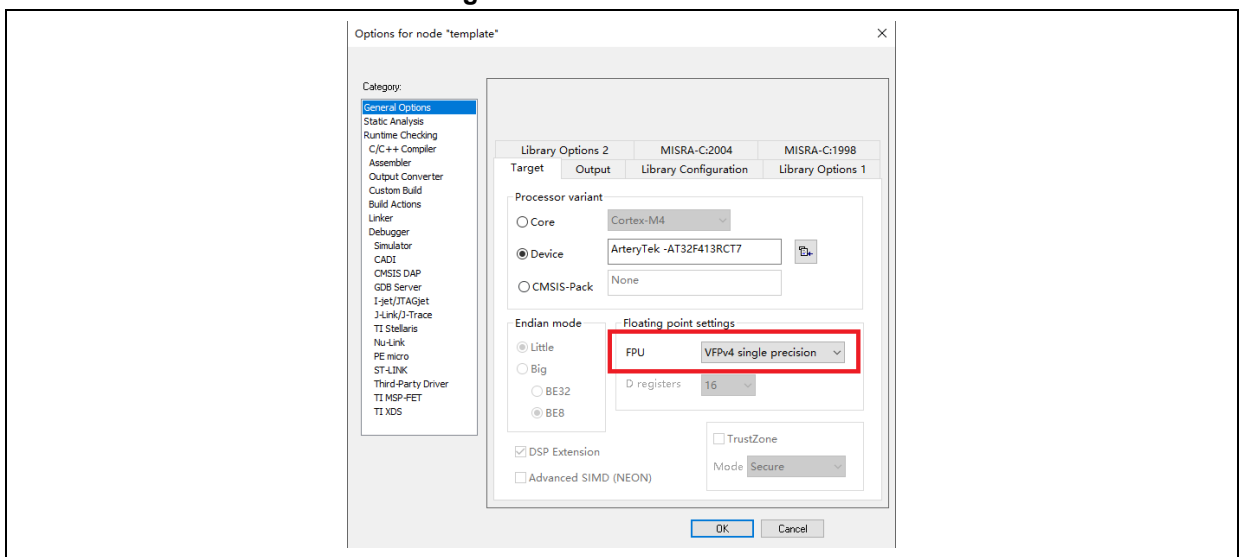 Options for node "template"
Category:
General Options
Static Analysis
Runtime Checking
C/C++ Compiler
Assembler
Output Converter
Custom Build
Build Actions
Linker
Debugger
Simulator
CADI
CMSIS DAP
GDB Server
I-jet/JTAGjet
J-Link/J-Trace
TI Stellaris
Nu-Link
PE micro
ST-LINK
Third-Party Driver
TI MSP-FET
TI XDS
Library Options 2 MISRA-C:2004 MISRA-C:1998
Target Output Library Configuration Library Options 1
Processor variant
Core Cortex-M4
Device ArteryTek -AT32F413RCT7
CMSIS-Pack None
Endian mode
Little
Big
BE32
BE8
Floating point settings
FPU VFPv4 single precision
D registers 16
DSP Extension
Advanced SIMD (NEON)
TrustZone
Mode Secure
OK Cancel